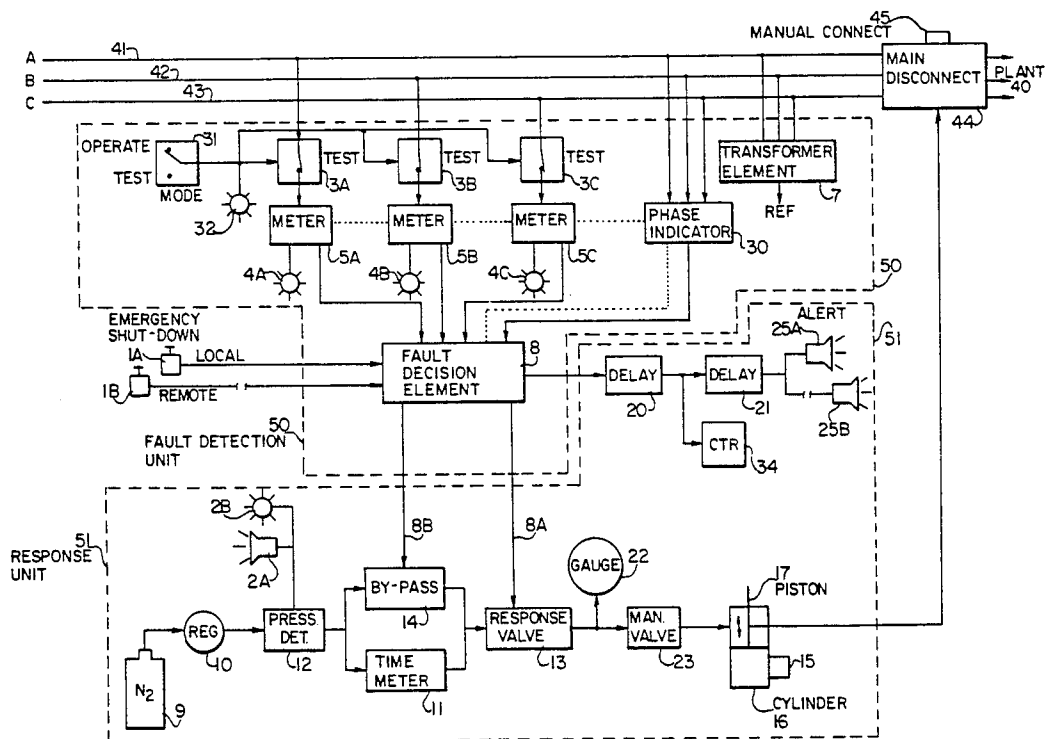 45
MANUAL CONNECT
A 41
B 42
C 43
MAIN DISCONNECT
PLANT 40
44
OPERATE 31
TEST
MODE
32
TEST
3A
TEST
3B
TEST
3C
TRANSFORMER ELEMENT
7
REF
METER
5A
METER
5B
METER
5C
PHASE INDICATOR
30
4A
4B
4C
50
51
EMERGENCY SHUT-DOWN
1A
LOCAL
1B
REMOTE
FAULT DECISION ELEMENT
8
DELAY
20
DELAY
21
ALERT
25A
25B
CTR
34
FAULT DETECTION UNIT
50
51
RESPONSE UNIT
2B
2A
8B
8A
GAUGE
22
17
PISTON
N2
9
REG
10
PRESS. DET.
12
BY-PASS
14
TIME METER
11
RESPONSE VALVE
13
MAN. VALVE
23
15
CYLINDER
16